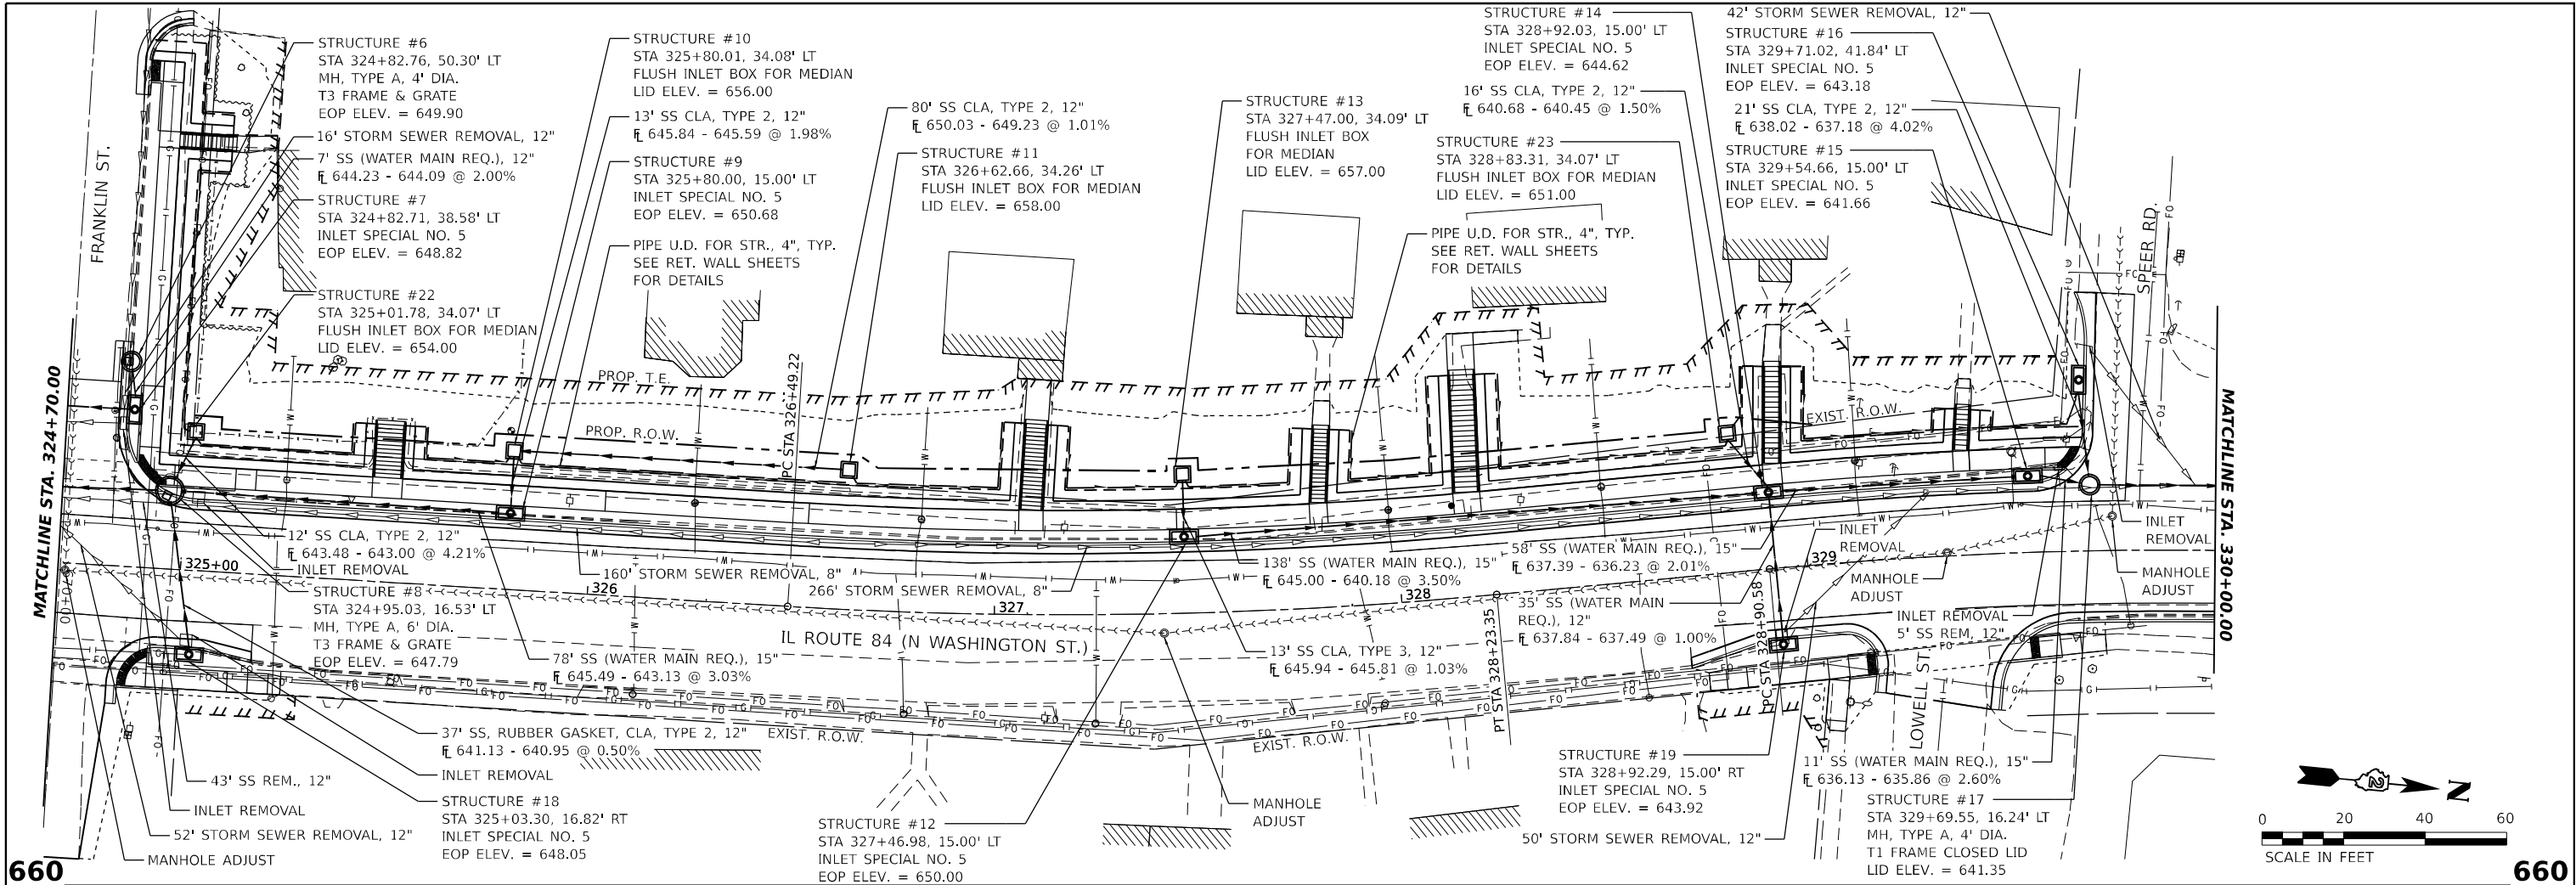 STRUCTURE #6
STA 324+82.76, 50.30' LT
MH, TYPE A, 4' DIA.
T3 FRAME & GRATE
EOP ELEV. = 649.90
16' STORM SEWER REMOVAL, 12"
7' SS (WATER MAIN REQ.), 12"
FL 644.23 - 644.09 @ 2.00%
STRUCTURE #7
STA 324+82.71, 38.58' LT
INLET SPECIAL NO. 5
EOP ELEV. = 648.82
STRUCTURE #22
STA 325+01.78, 34.07' LT
FLUSH INLET BOX FOR MEDIAN
LID ELEV. = 654.00
STRUCTURE #10
STA 325+80.01, 34.08' LT
FLUSH INLET BOX FOR MEDIAN
LID ELEV. = 656.00
13' SS CLA, TYPE 2, 12"
FL 645.84 - 645.59 @ 1.98%
STRUCTURE #9
STA 325+80.00, 15.00' LT
INLET SPECIAL NO. 5
EOP ELEV. = 650.68
PIPE U.D. FOR STR., 4", TYP.
SEE RET. WALL SHEETS
FOR DETAILS
80' SS CLA, TYPE 2, 12"
FL 650.03 - 649.23 @ 1.01%
STRUCTURE #11
STA 326+62.66, 34.26' LT
FLUSH INLET BOX FOR MEDIAN
LID ELEV. = 658.00
STRUCTURE #13
STA 327+47.00, 34.09' LT
FLUSH INLET BOX
FOR MEDIAN
LID ELEV. = 657.00
STRUCTURE #14
STA 328+92.03, 15.00' LT
INLET SPECIAL NO. 5
EOP ELEV. = 644.62
16' SS CLA, TYPE 2, 12"
FL 640.68 - 640.45 @ 1.50%
STRUCTURE #23
STA 328+83.31, 34.07' LT
FLUSH INLET BOX FOR MEDIAN
LID ELEV. = 651.00
PIPE U.D. FOR STR., 4", TYP.
SEE RET. WALL SHEETS
FOR DETAILS
42' STORM SEWER REMOVAL, 12"
STRUCTURE #16
STA 329+71.02, 41.84' LT
INLET SPECIAL NO. 5
EOP ELEV. = 643.18
21' SS CLA, TYPE 2, 12"
FL 638.02 - 637.18 @ 4.02%
STRUCTURE #15
STA 329+54.66, 15.00' LT
INLET SPECIAL NO. 5
EOP ELEV. = 641.66
FRANKLIN ST.
SPEER RD.
MATCHLINE STA. 324+70.00
MATCHLINE STA. 330+00.00
PROP. T.E.
PROP. R.O.W.
PC STA 326+49.22
EXIST. R.O.W.
12' SS CLA, TYPE 2, 12"
FL 643.48 - 643.00 @ 4.21%
INLET REMOVAL
325+00
STRUCTURE #8
STA 324+95.03, 16.53' LT
MH, TYPE A, 6' DIA.
T3 FRAME & GRATE
EOP ELEV. = 647.79
160' STORM SEWER REMOVAL, 8"
326
266' STORM SEWER REMOVAL, 8"
327
IL ROUTE 84 (N WASHINGTON ST.)
78' SS (WATER MAIN REQ.), 15"
FL 645.49 - 643.13 @ 3.03%
138' SS (WATER MAIN REQ.), 15"
FL 645.00 - 640.18 @ 3.50%
328
58' SS (WATER MAIN REQ.), 15"
FL 637.39 - 636.23 @ 2.01%
329
35' SS (WATER MAIN
REQ.), 12"
FL 637.84 - 637.49 @ 1.00%
13' SS CLA, TYPE 3, 12"
FL 645.94 - 645.81 @ 1.03%
PT STA 328+23.35
PC STA 328+90.58
INLET
REMOVAL
MANHOLE
ADJUST
INLET REMOVAL
5' SS REM, 12"
INLET
REMOVAL
MANHOLE
ADJUST
LOWELL ST.
37' SS, RUBBER GASKET, CLA, TYPE 2, 12"
FL 641.13 - 640.95 @ 0.50%
EXIST. R.O.W.
EXIST. R.O.W.
INLET REMOVAL
43' SS REM., 12"
INLET REMOVAL
52' STORM SEWER REMOVAL, 12"
MANHOLE ADJUST
STRUCTURE #18
STA 325+03.30, 16.82' RT
INLET SPECIAL NO. 5
EOP ELEV. = 648.05
STRUCTURE #12
STA 327+46.98, 15.00' LT
INLET SPECIAL NO. 5
EOP ELEV. = 650.00
MANHOLE
ADJUST
STRUCTURE #19
STA 328+92.29, 15.00' RT
INLET SPECIAL NO. 5
EOP ELEV. = 643.92
50' STORM SEWER REMOVAL, 12"
11' SS (WATER MAIN REQ.), 15"
FL 636.13 - 635.86 @ 2.60%
STRUCTURE #17
STA 329+69.55, 16.24' LT
MH, TYPE A, 4' DIA.
T1 FRAME CLOSED LID
LID ELEV. = 641.35
N
0 20 40 60
SCALE IN FEET
660
660